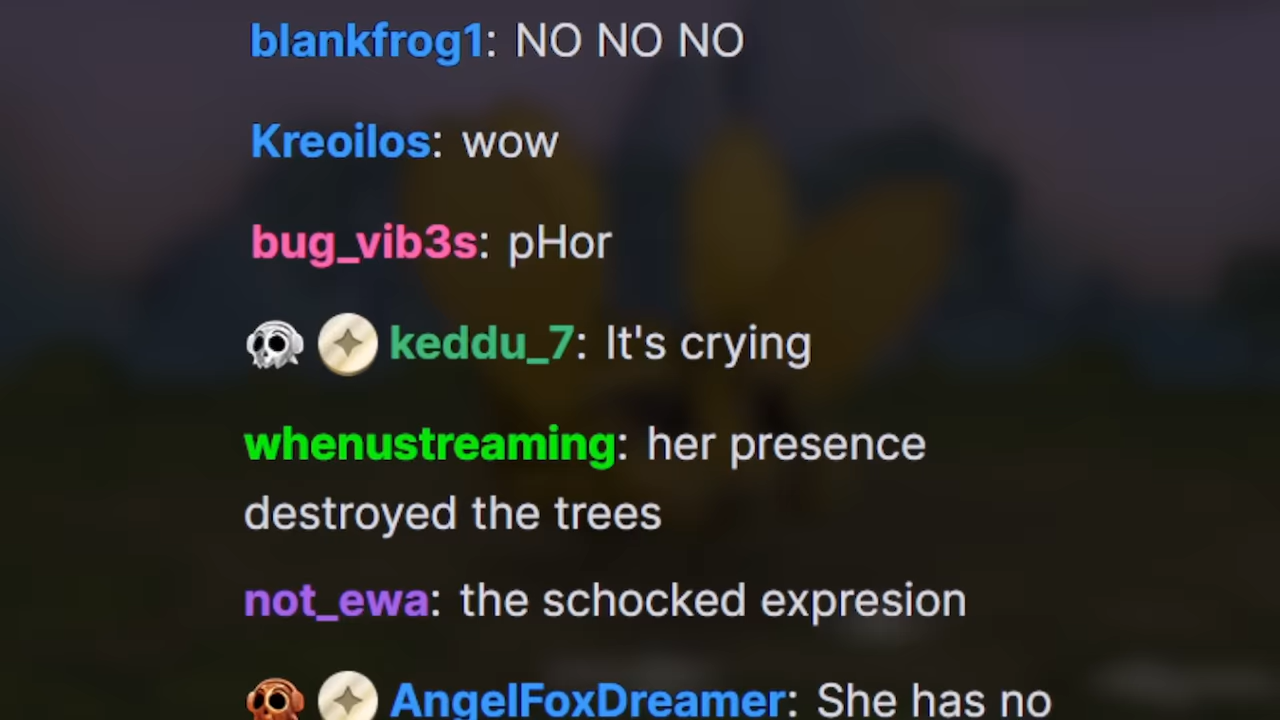 blankfrog1: NO NO NO
Kreoilos: wow
bug_vib3s: pHor
keddu_7: It's crying
whenustreaming: her presence
destroyed the trees
not_ewa: the schocked expresion
AngelFoxDreamer: She has no